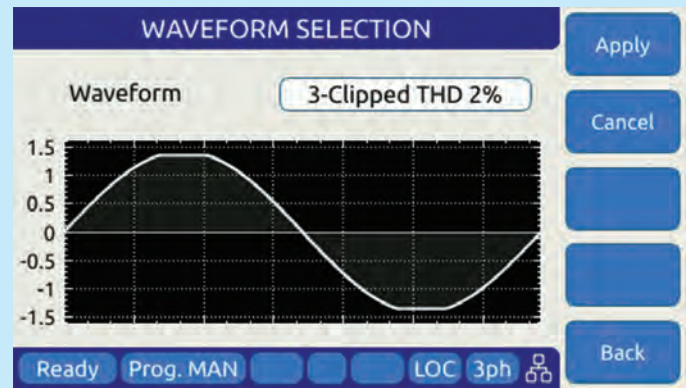 WAVEFORM SELECTION
Waveform
3-Clipped THD 2%
1.5
1
0.5
0
-0.5
-1
-1.5
Ready Prog. MAN LOC 3ph
Apply
Cancel
Back